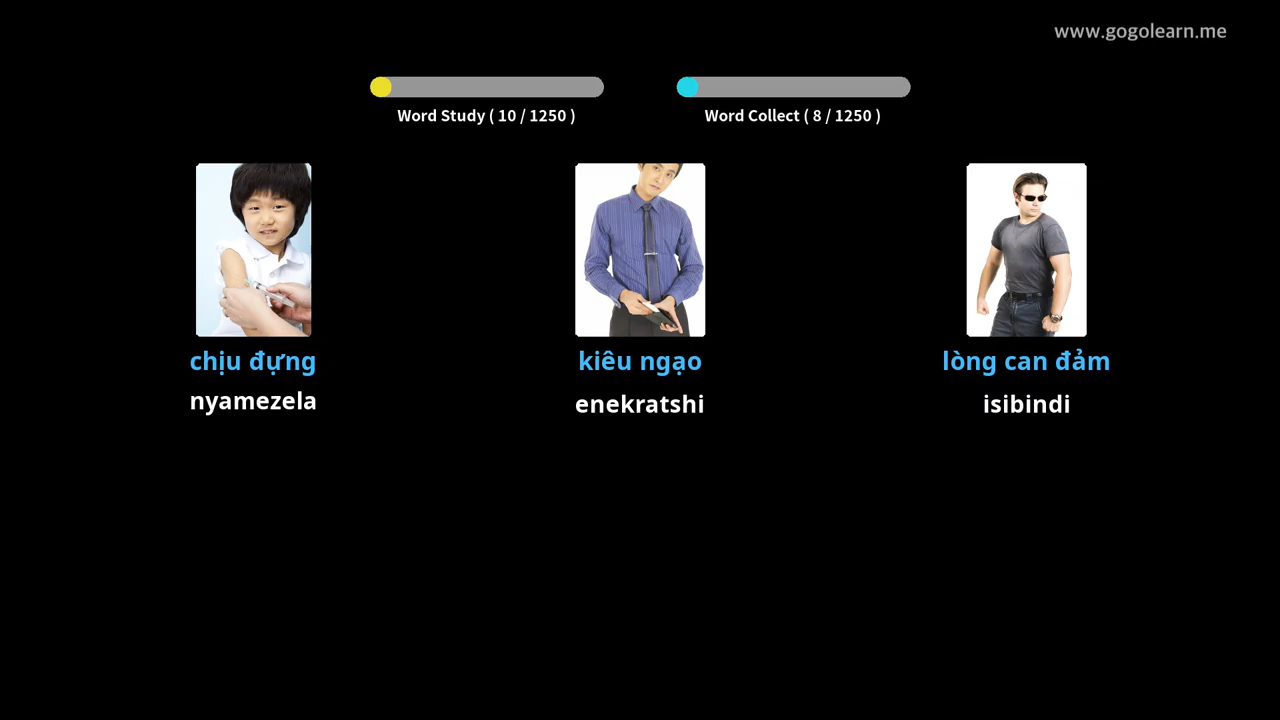 www.gogolearn.me
Word Study ( 10 / 1250 )
Word Collect ( 8 / 1250 )
chịu đựng
nyamezela
kiêu ngạo
enekratshi
lòng can đảm
isibindi